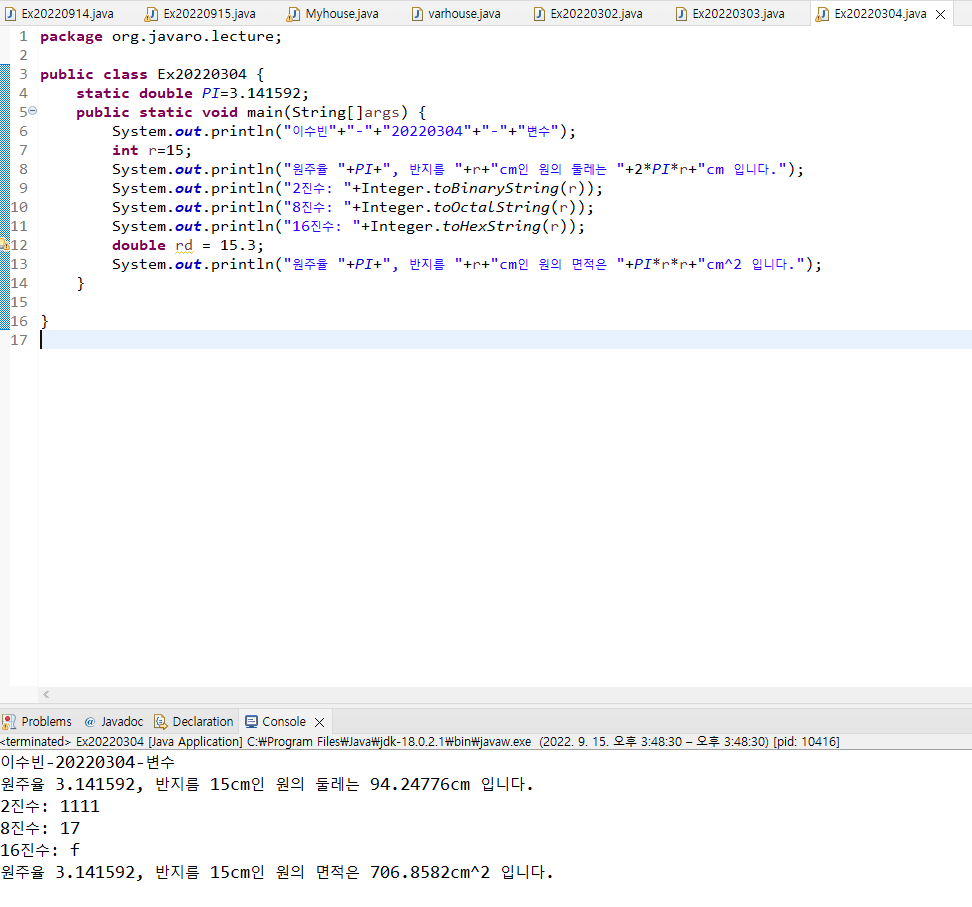 Ex20220914.java Ex20220915.java Myhouse.java varhouse.java Ex20220302.java Ex20220303.java Ex20220304.java
1 package org.javaro.lecture;
2
3 public class Ex20220304 {
4 static double PI=3.141592;
5 public static void main(String[]args) {
6 System.out.println("이수빈"+"-"+"20220304"+"-"+"변수");
7 int r=15;
8 System.out.println("원주율 "+PI+", 반지름 "+r+"cm인 원의 둘레는 "+2*PI*r+"cm 입니다.");
9 System.out.println("2진수: "+Integer.toBinaryString(r));
10 System.out.println("8진수: "+Integer.toOctalString(r));
11 System.out.println("16진수: "+Integer.toHexString(r));
12 double rd = 15.3;
13 System.out.println("원주율 "+PI+", 반지름 "+r+"cm인 원의 면적은 "+PI*r*r+"cm^2 입니다.");
14 }
15
16 }
17
Problems @ Javadoc Declaration Console
<terminated> Ex20220304 [Java Application] C:₩Program Files₩Java₩jdk-18.0.2.1₩bin₩javaw.exe (2022. 9. 15. 오후 3:48:30 – 오후 3:48:30) [pid: 10416]
이수빈-20220304-변수
원주율 3.141592, 반지름 15cm인 원의 둘레는 94.24776cm 입니다.
2진수: 1111
8진수: 17
16진수: f
원주율 3.141592, 반지름 15cm인 원의 면적은 706.8582cm^2 입니다.